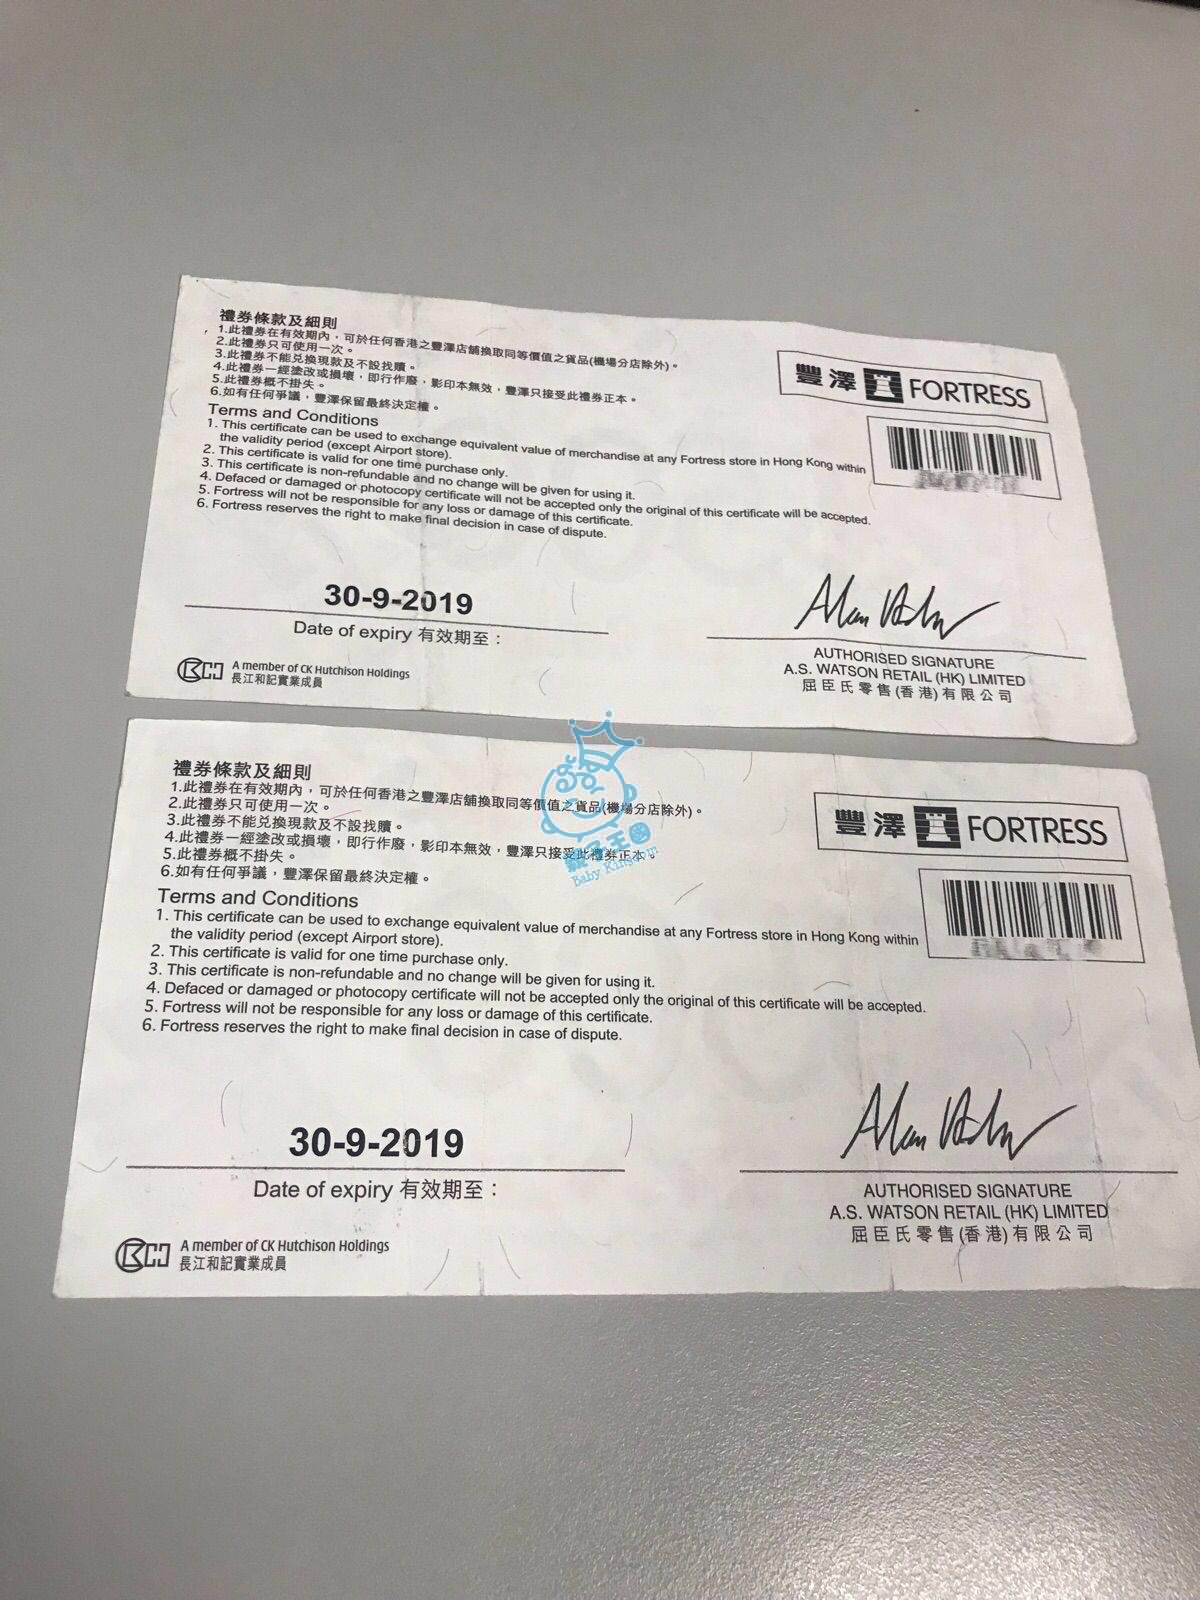 禮券條款及細則
1.此禮券在有效期內，可於任何香港之豐澤店舖換取同等價值之貨品(機場分店除外)。
2.此禮券只可使用一次。
3.此禮券不能兌換現款及不設找贖。
4.此禮券一經塗改或損壞，即行作廢，影印本無效，豐澤只接受此禮券正本。
5.此禮券概不掛失。
6.如有任何爭議，豐澤保留最終決定權。
Terms and Conditions
1. This certificate can be used to exchange equivalent value of merchandise at any Fortress store in Hong Kong within
the validity period (except Airport store).
2. This certificate is valid for one time purchase only.
3. This certificate is non-refundable and no change will be given for using it.
4. Defaced or damaged or photocopy certificate will not be accepted only the original of this certificate will be accepted.
5. Fortress will not be responsible for any loss or damage of this certificate.
6. Fortress reserves the right to make final decision in case of dispute.
豐澤 FORTRESS
30-9-2019
Date of expiry 有效期至：
A member of CK Hutchison Holdings
長江和記實業成員
AUTHORISED SIGNATURE
A.S. WATSON RETAIL (HK) LIMITED
屈臣氏零售(香港)有限公司
禮券條款及細則
1.此禮券在有效期內，可於任何香港之豐澤店舖換取同等價值之貨品(機場分店除外)。
2.此禮券只可使用一次。
3.此禮券不能兌換現款及不設找贖。
4.此禮券一經塗改或損壞，即行作廢，影印本無效，豐澤只接受此禮券正本。
5.此禮券概不掛失。
6.如有任何爭議，豐澤保留最終決定權。
Terms and Conditions
1. This certificate can be used to exchange equivalent value of merchandise at any Fortress store in Hong Kong within
the validity period (except Airport store).
2. This certificate is valid for one time purchase only.
3. This certificate is non-refundable and no change will be given for using it.
4. Defaced or damaged or photocopy certificate will not be accepted only the original of this certificate will be accepted.
5. Fortress will not be responsible for any loss or damage of this certificate.
6. Fortress reserves the right to make final decision in case of dispute.
豐澤 FORTRESS
30-9-2019
Date of expiry 有效期至：
A member of CK Hutchison Holdings
長江和記實業成員
AUTHORISED SIGNATURE
A.S. WATSON RETAIL (HK) LIMITED
屈臣氏零售(香港)有限公司
親子王國
Baby Kingdom